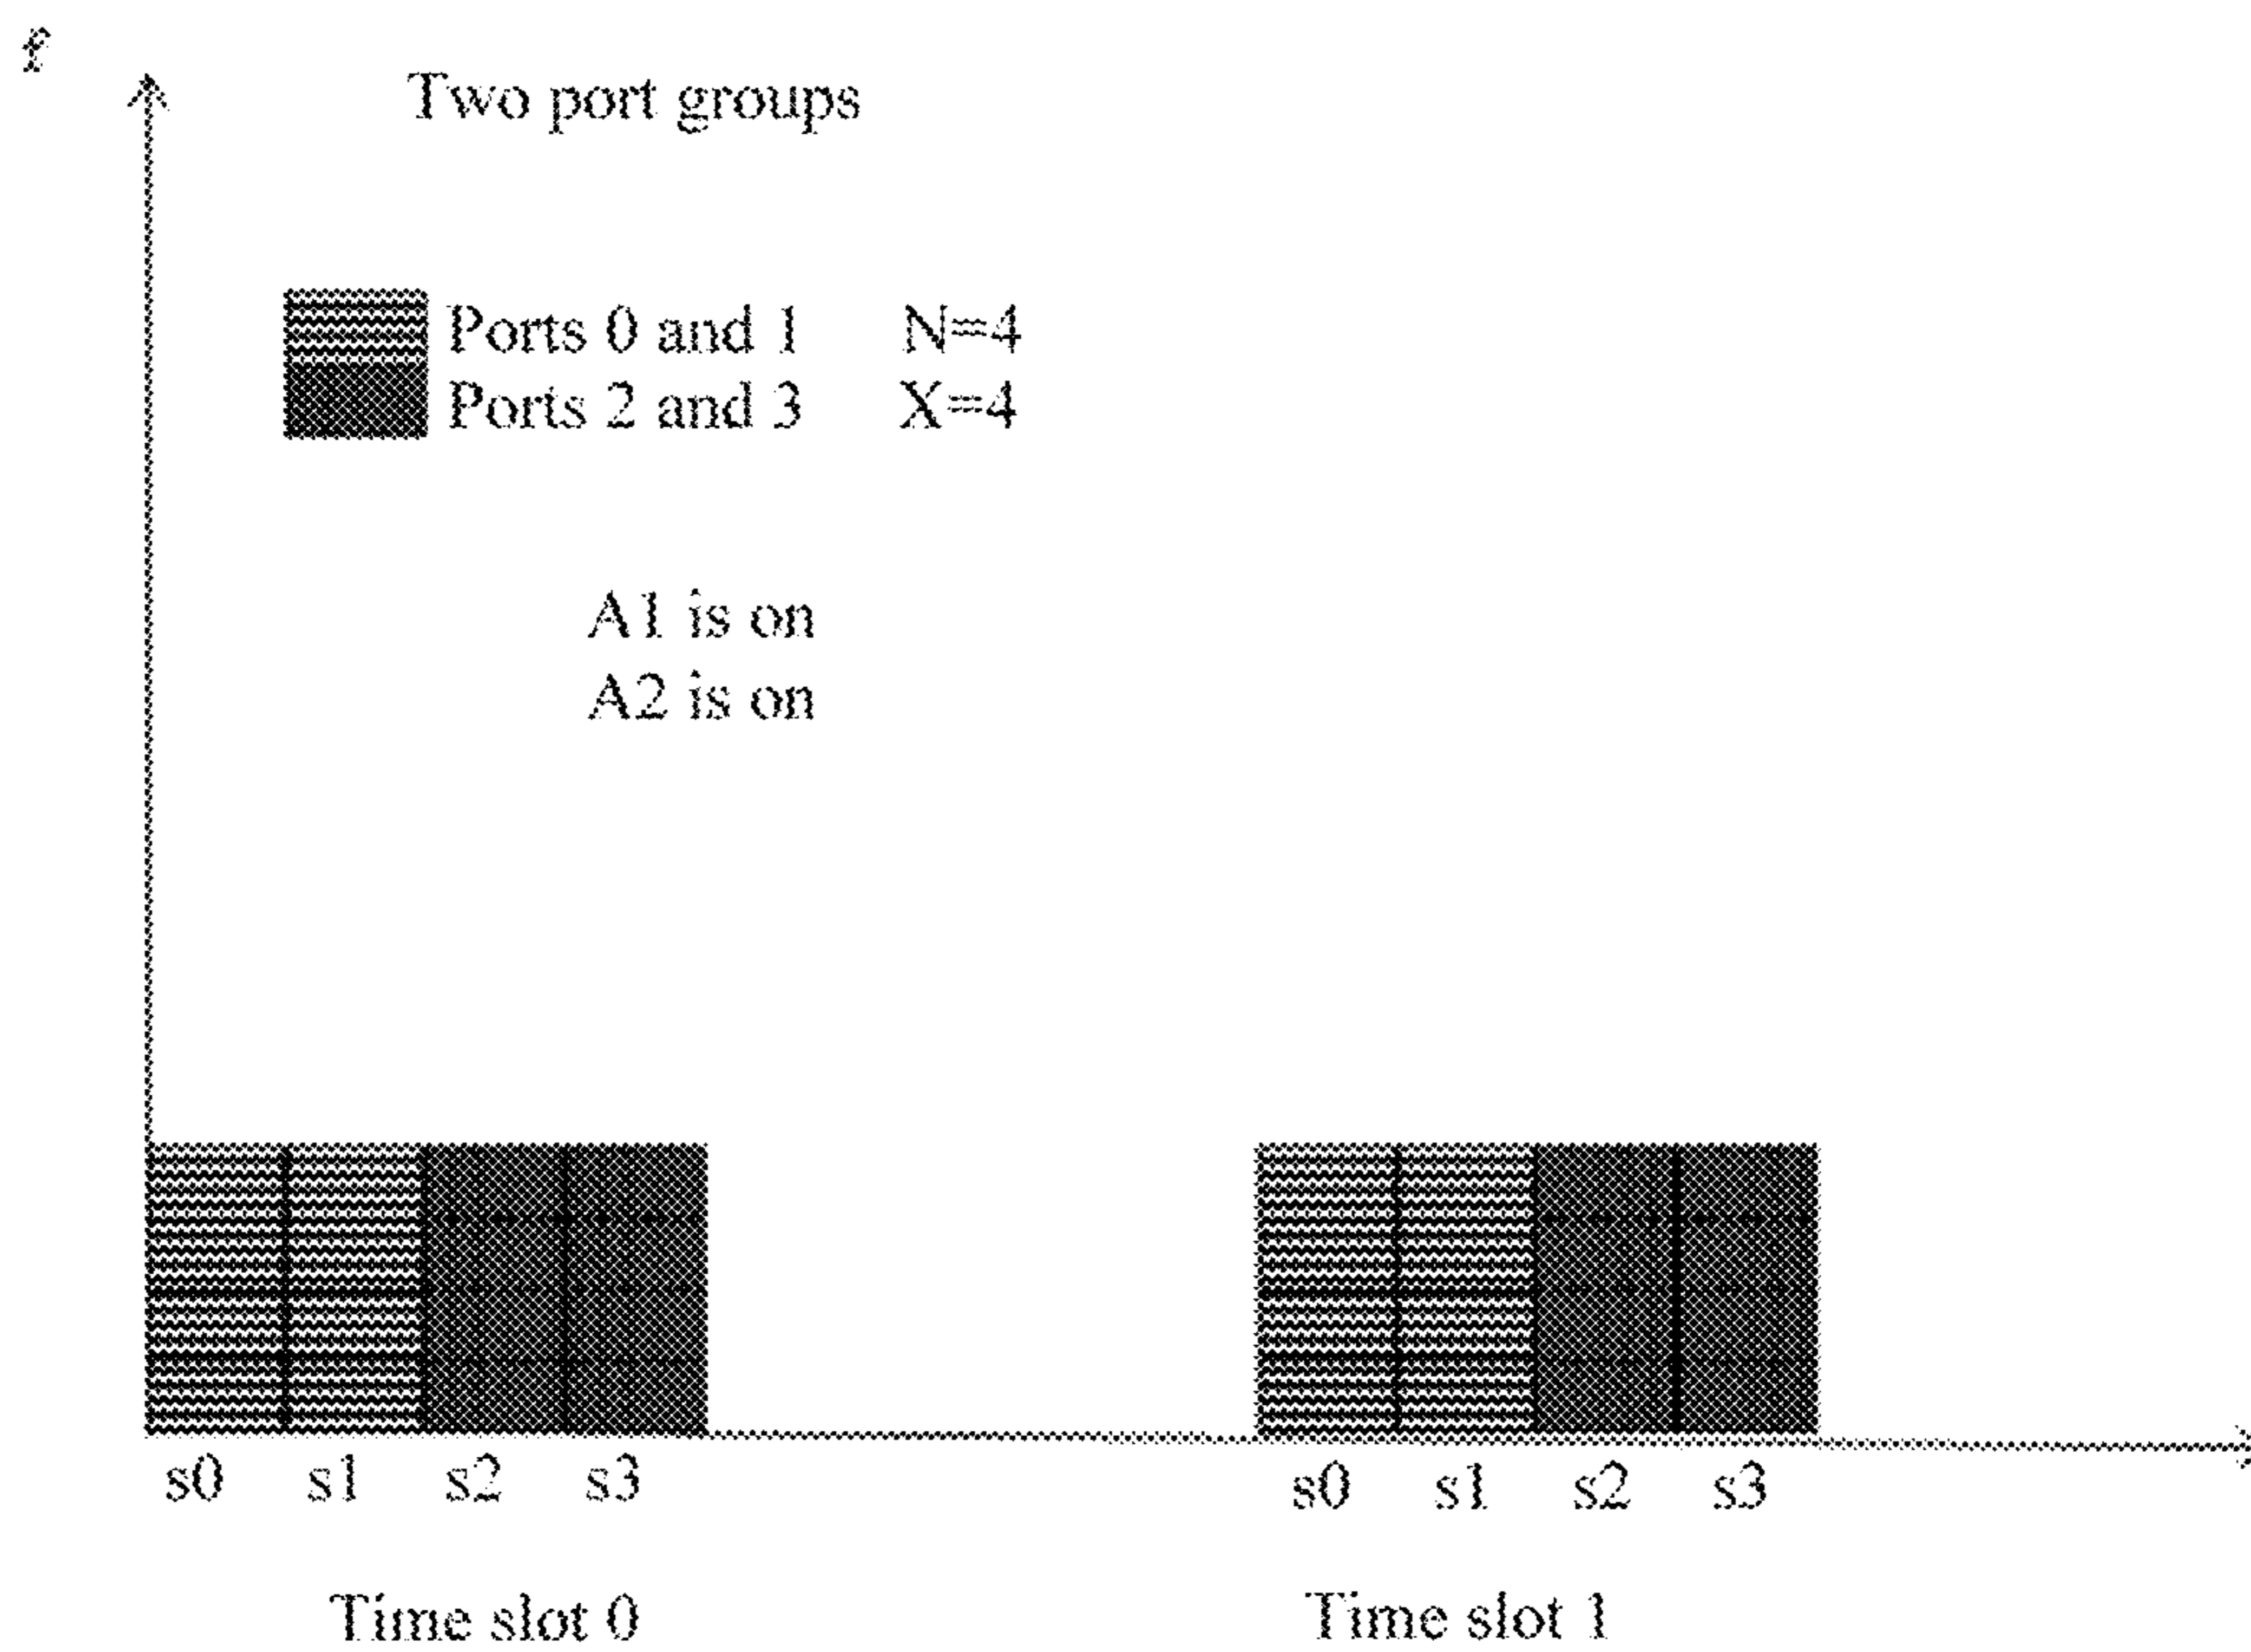 f
Two port groups
Ports 0 and 1 N=4
Ports 2 and 3 X=4
A1 is on
A2 is on
s0 s1 s2 s3 s0 s1 s2 s3
Time slot 0 Time slot 1